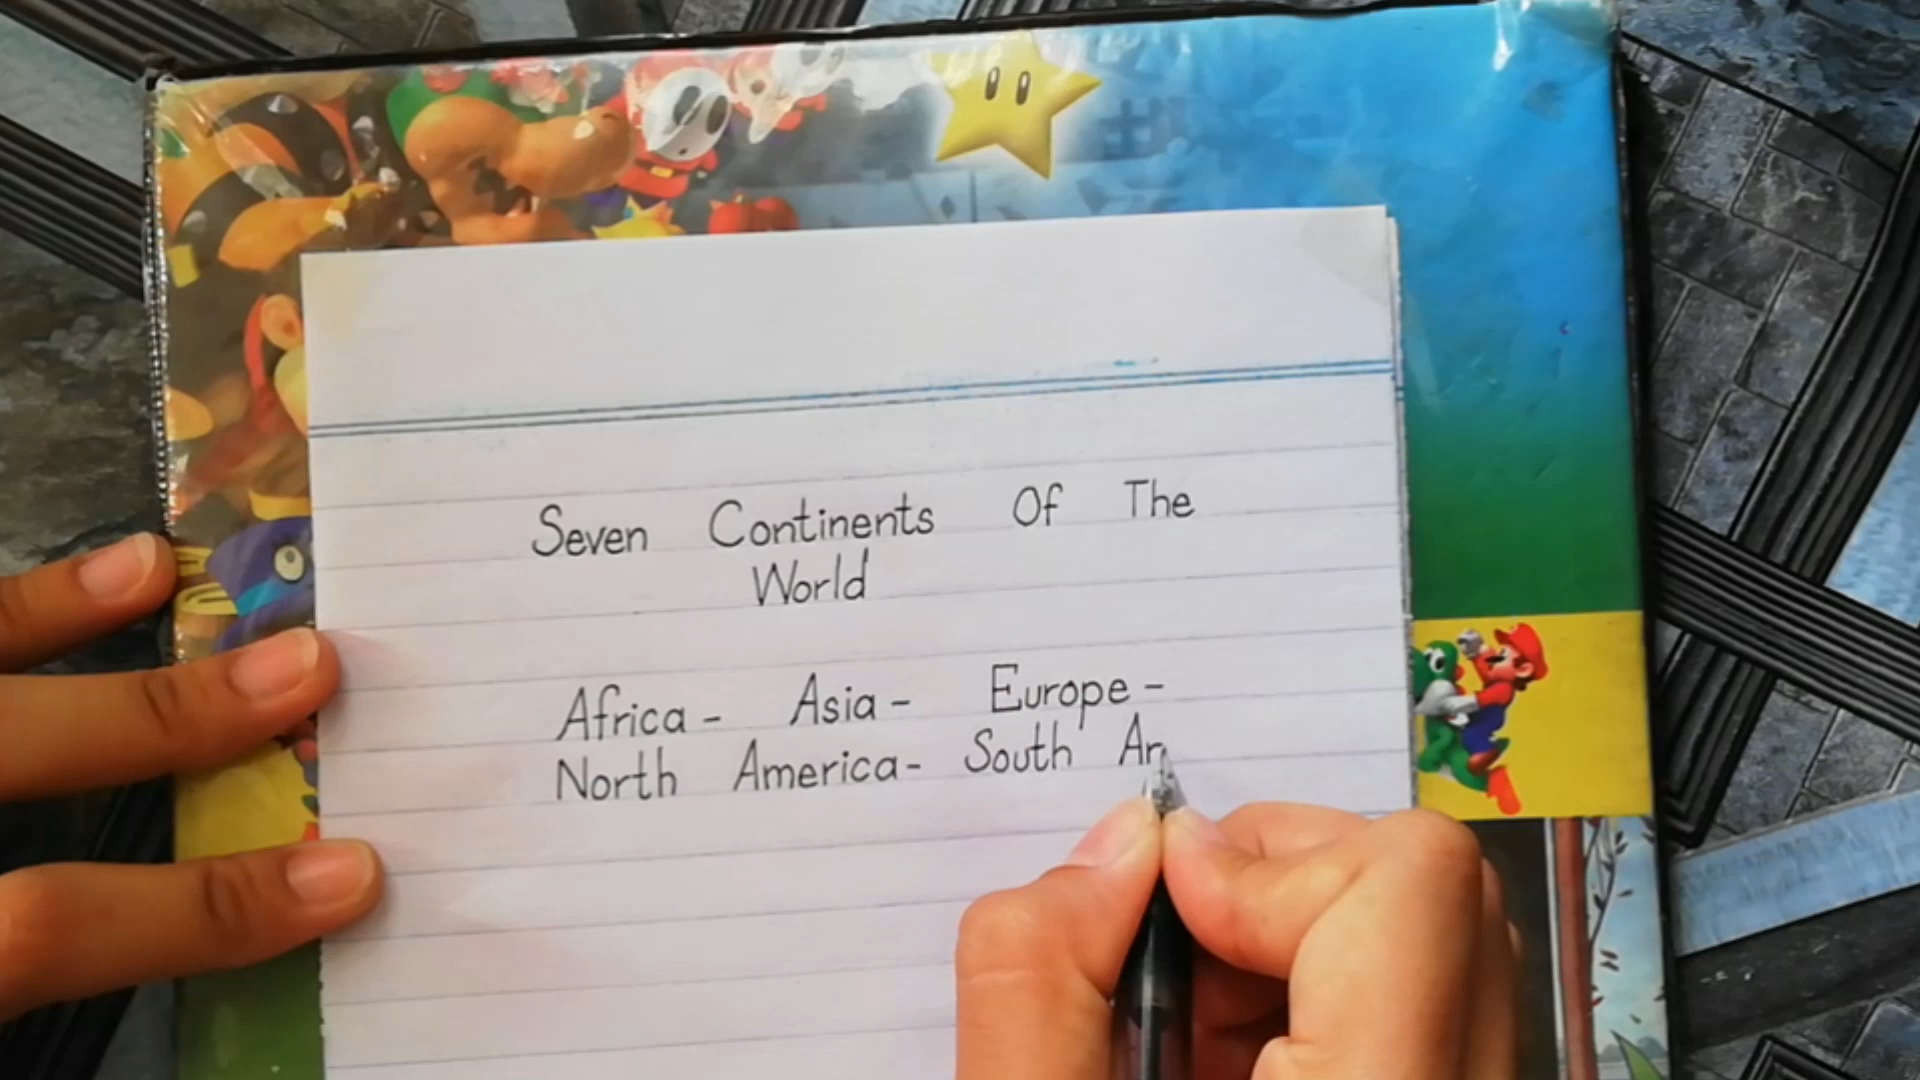 Seven Continents Of The
World
Africa - Asia - Europe -
North America - South